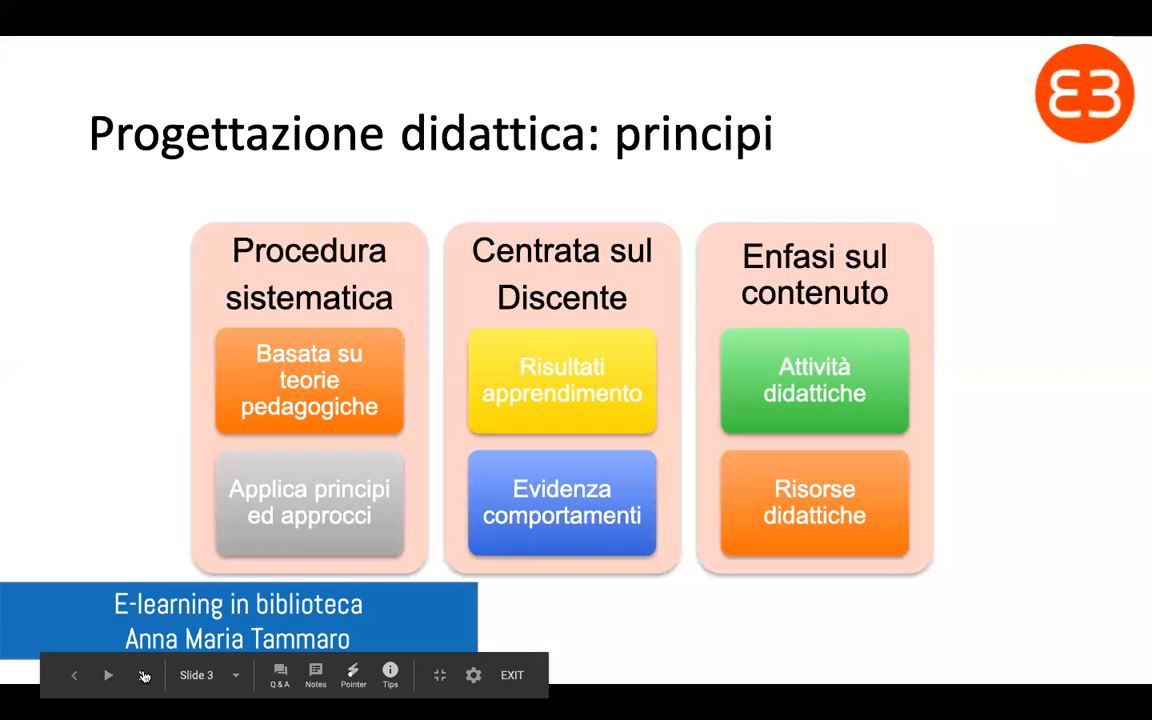 Progettazione didattica: principi
Procedura
sistematica
Basata su
teorie
pedagogiche
Applica principi
ed approcci
Centrata sul
Discente
Risultati
apprendimento
Evidenza
comportamenti
Enfasi sul
contenuto
Attività
didattiche
Risorse
didattiche
E-learning in biblioteca
Anna Maria Tammaro
Slide 3
Q & A
Notes
Pointer
Tips
EXIT